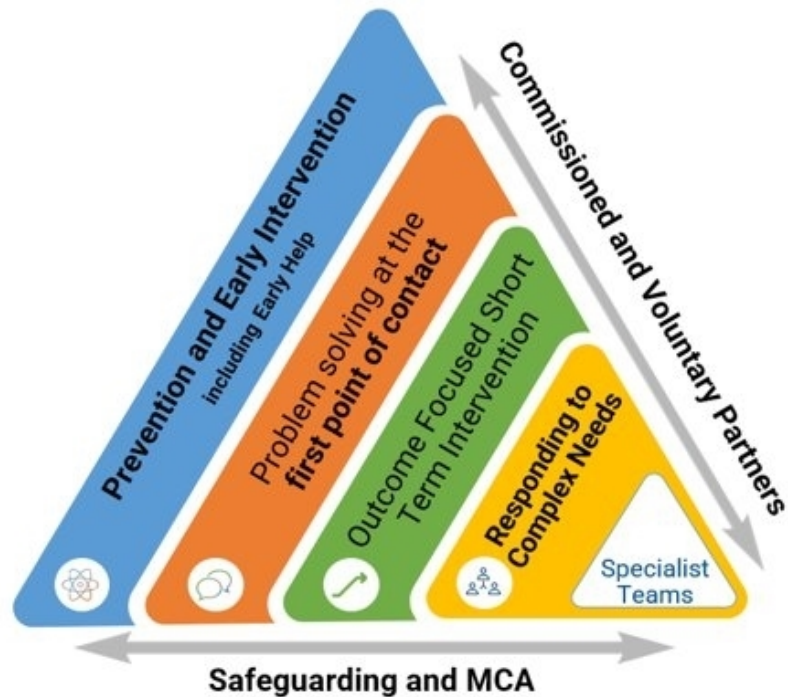 Prevention and Early Intervention
including Early Help
Problem solving at the
first point of contact
Outcome Focused Short
Term Intervention
Responding to
Complex Needs
Specialist
Teams
Commissioned and Voluntary Partners
Safeguarding and MCA